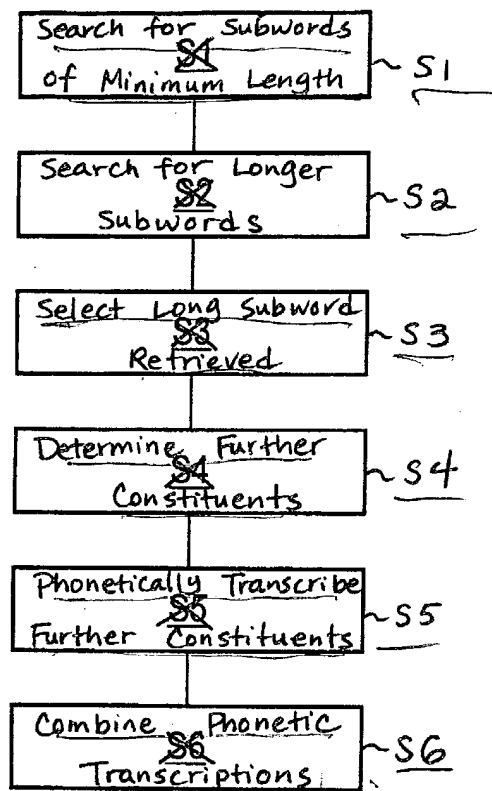 Search for Subwords
S1
of Minimum Length
S1
Search for Longer
S2
Subwords
S2
Select Long Subword
S3
Retrieved
S3
Determine Further
S4
Constituents
S4
Phonetically Transcribe
S5
Further Constituents
S5
Combine Phonetic
S6
Transcriptions
S6